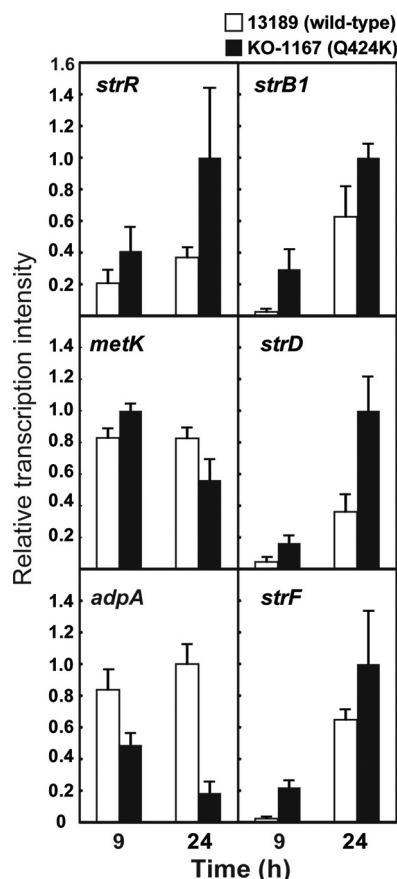 13189 (wild-type)
KO-1167 (Q424K)
Relative transcription intensity
1.6
1.4
1.2
1.0
0.8
0.6
0.4
0.2
strR
strB1
1.4
1.2
1.0
0.8
0.6
0.4
0.2
metK
strD
1.4
1.2
1.0
0.8
0.6
0.4
0.2
0
adpA
strF
9 24 9 24
Time (h)